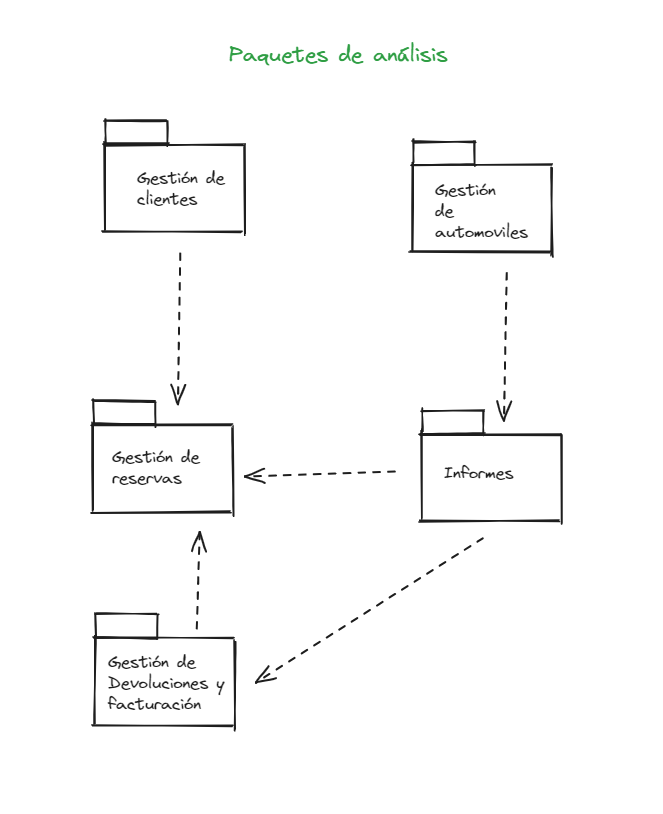 Paquetes de análisis
Gestión de
clientes
Gestión
de
automoviles
Gestión de
reservas
Informes
Gestión de
Devoluciones y
facturación